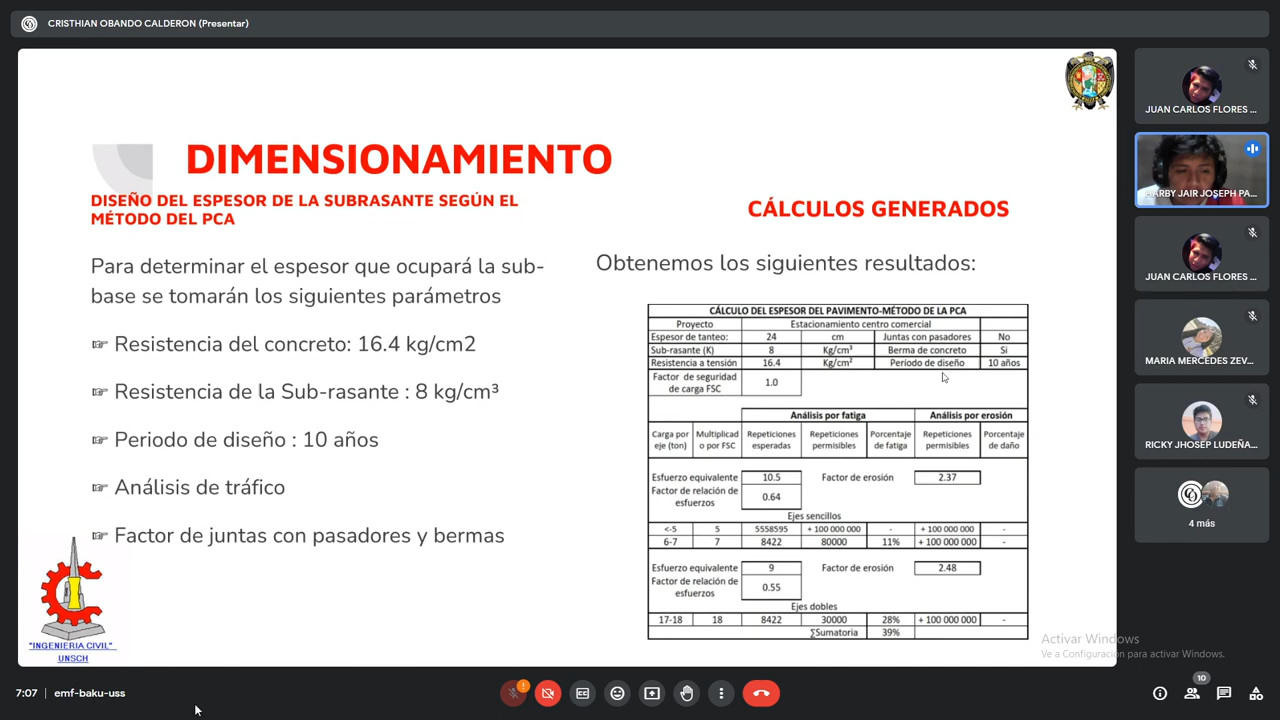 CRISTHIAN OBANDO CALDERON (Presentar)
DIMENSIONAMIENTO
DISEÑO DEL ESPESOR DE LA SUBRASANTE SEGÚN EL
MÉTODO DEL PCA
Para determinar el espesor que ocupará la sub-
base se tomarán los siguientes parámetros
☞ Resistencia del concreto: 16.4 kg/cm2
☞ Resistencia de la Sub-rasante : 8 kg/cm³
☞ Periodo de diseño : 10 años
☞ Análisis de tráfico
☞ Factor de juntas con pasadores y bermas
"INGENIERIA CIVIL"
UNSCH
CÁLCULOS GENERADOS
Obtenemos los siguientes resultados:
CÁLCULO DEL ESPESOR DEL PAVIMENTO-MÉTODO DE LA PCA
Proyecto Estacionamiento centro comercial
Espesor de tanteo: 24 cm Juntas con pasadores No
Sub-rasante (K) 8 Kg/cm³ Berma de concreto Si
Resistencia a tensión 16.4 Kg/cm² Período de diseño 10 años
Factor de seguridad
de carga FSC 1.0
Análisis por fatiga Análisis por erosión
Carga por Multiplicad Repeticiones Repeticiones Porcentaje Repeticiones Porcentaje
eje (ton) o por FSC esperadas permisibles de fatiga permisibles de daño
Esfuerzo equivalente 10.5 Factor de erosión 2.37
Factor de relación de
esfuerzos 0.64
Ejes sencillos
<-5 5 5558595 + 100 000 000 - + 100 000 000 -
6-7 7 8422 80000 11% + 100 000 000 -
Esfuerzo equivalente 9 Factor de erosión 2.48
Factor de relación de
esfuerzos 0.55
Ejes dobles
17-18 18 8422 30000 28% + 100 000 000 -
∑Sumatoria 39%
Activar Windows
Ve a Configuración para activar Windows.
JUAN CARLOS FLORES ...
HARBY JAIR JOSEPH PA...
JUAN CARLOS FLORES ...
MARIA MERCEDES ZEV...
RICKY JHOSEP LUDEÑA...
4 más
7:07 | emf-baku-uss
10